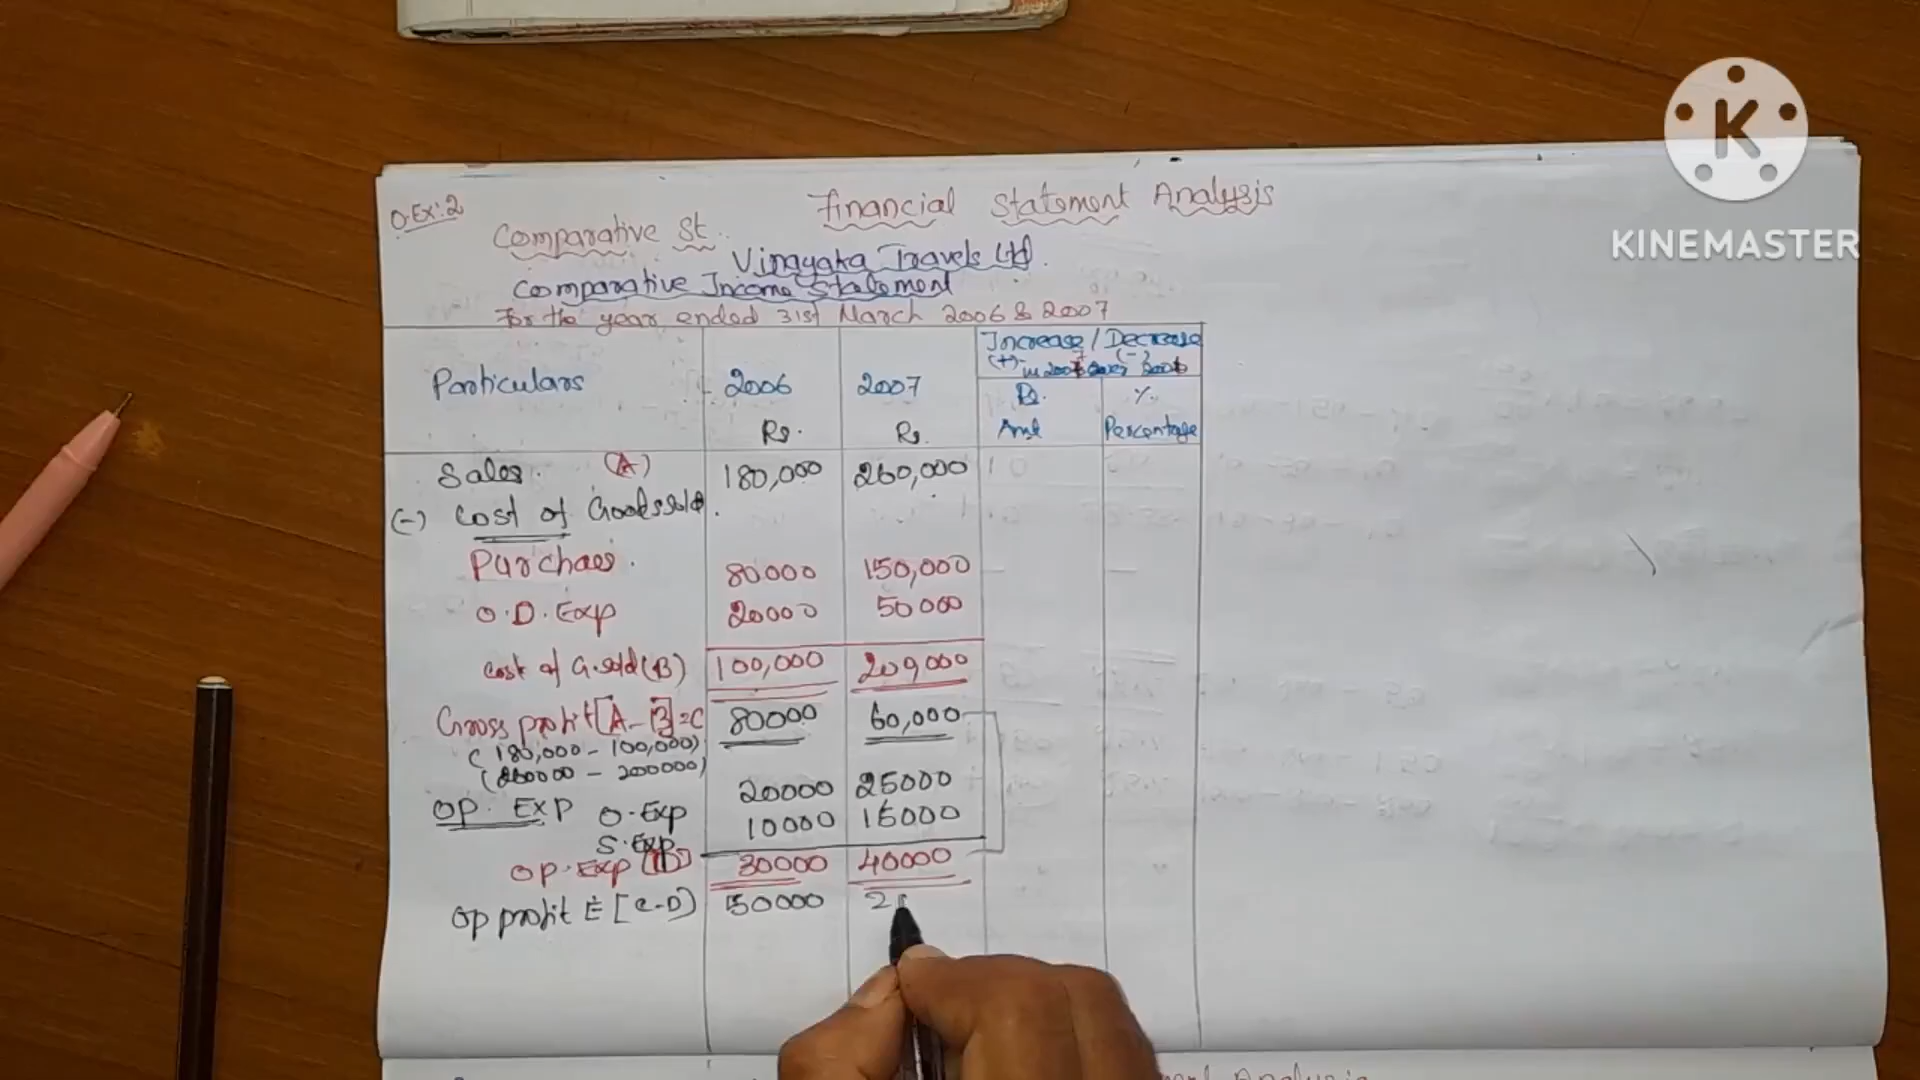 K
KINEMASTER
O.Ex:2
Financial Statement Analysis
Comparative St.
Vinayaka Travels Ltd.
Comparative Income Statement
For the year ended 31st March 2006 & 2007
Particulars 2006 Rs. 2007 Rs. Increase / Decrease
(+) (-)
Rs. Amt % Percentage
Sales. (A) 180,000 260,000
(-) Cost of Goods sold.
Purchaes. 80000 150,000
O.D. Exp 20000 50000
Cost of G.sold (B) 100,000 200,000
Gross profit [A-B]=C 80000 60,000
(180,000 - 100,000)
(260000 - 200000)
20000 25000
Op. Exp O.Exp
10000 15000
S.Exp
Op.Exp (D) 30000 40000
Op profit E [C-D] 50000 2